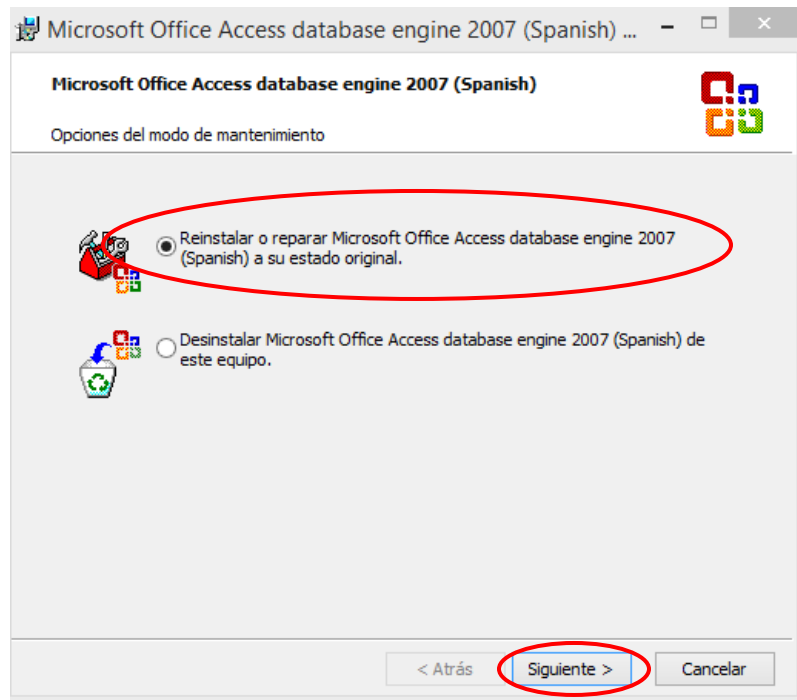 Microsoft Office Access database engine 2007 (Spanish) ...
Microsoft Office Access database engine 2007 (Spanish)
Opciones del modo de mantenimiento
Reinstalar o reparar Microsoft Office Access database engine 2007
(Spanish) a su estado original.
Desinstalar Microsoft Office Access database engine 2007 (Spanish) de
este equipo.
< Atrás Siguiente > Cancelar